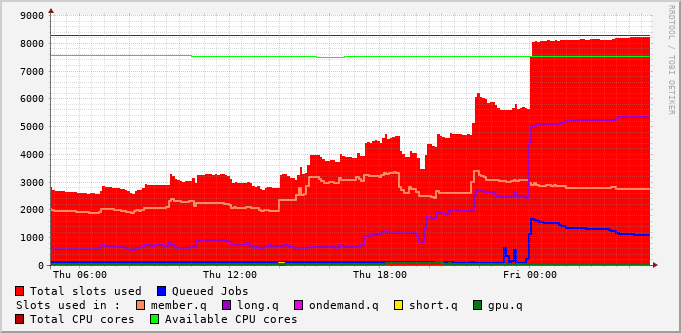 9000
8000
7000
6000
5000
4000
3000
2000
1000
0
Thu 06:00 Thu 12:00 Thu 18:00 Fri 00:00
RRDTOOL / TOBI OETIKER
Total slots used Queued Jobs
Slots used in : member.q long.q ondemand.q short.q gpu.q
Total CPU cores Available CPU cores